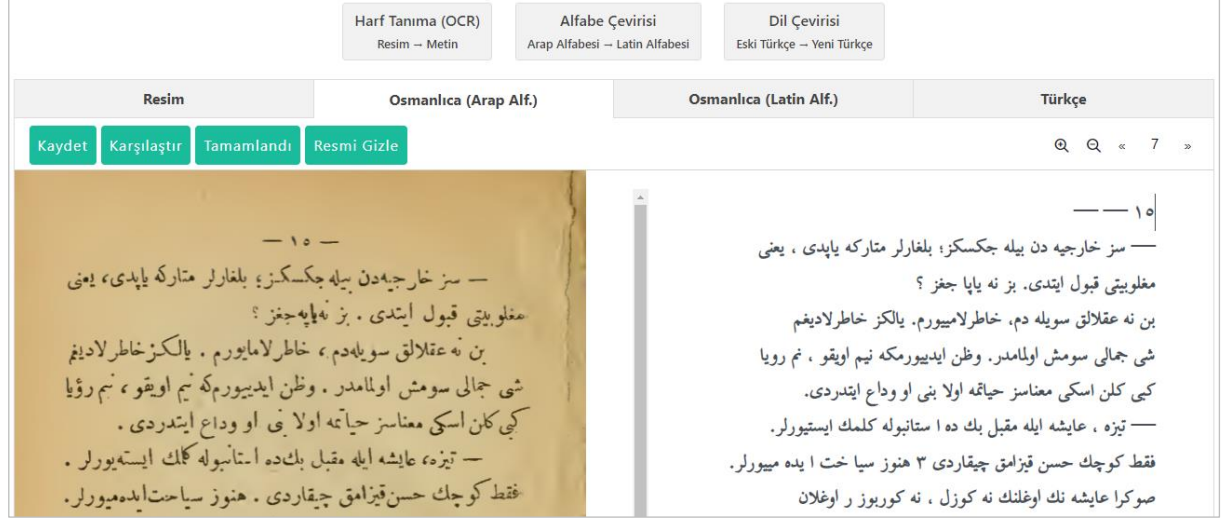 Harf Tanıma (OCR)
Resim → Metin
Alfabe Çevirisi
Arap Alfabesi → Latin Alfabesi
Dil Çevirisi
Eski Türkçe → Yeni Türkçe
Resim
Osmanlıca (Arap Alf.)
Osmanlıca (Latin Alf.)
Türkçe
Kaydet
Karşılaştır
Tamamlandı
Resmi Gizle
« 7 »
— ١٥ —
— سز خارجیه‌دن بیله جکسکز؛ بلغارلر متارکه یاپدی، یعنی
مغلوبیتی قبول ایتدی . بز نه‌یاپه‌جغز ؟
بن نه عقلالق سویله‌دم، خاطرلامایورم . یالکز خاطرلادیغم
شی جمالی سومش اولمامدر . وظن ایدییورم‌که نیم اویقو ، نیم رؤیا
کبی کلن اسکی معناسز حیاتمه اولا بنی او وداع ایتدردی .
— تیزه، عایشه ایله مقبل بك‌ده استانبوله کلمك ایسته‌یورلر .
فقط کوچك حسن قیزامق چیقاردی . هنوز سیاحت‌ایده‌میورلر.
١٥ — —
— سز خارجیه دن بیله جکسکز؛ بلغارلر متارکه یاپدی ، یعنی
مغلوبیتی قبول ایتدی. بز نه یاپا جغز ؟
بن نه عقلالق سویله دم، خاطرلامییورم. یالکز خاطرلادیغم
شی جمالی سومش اولمامدر. وظن ایدییورمکه نیم اویقو ، نم رویا
کبی کلن اسکی معناسز حیاتمه اولا بنی او وداع ایتدردی.
— تیزه ، عایشه ایله مقبل بك ده ا ستانبوله کلمك ایستیورلر.
فقط کوچك حسن قیزامق چیقاردی ٣ هنوز سیا خت ا یده مییورلر.
صوکرا عایشه نك اوغلنك نه کوزل ، نه کوربوز ر اوغلان